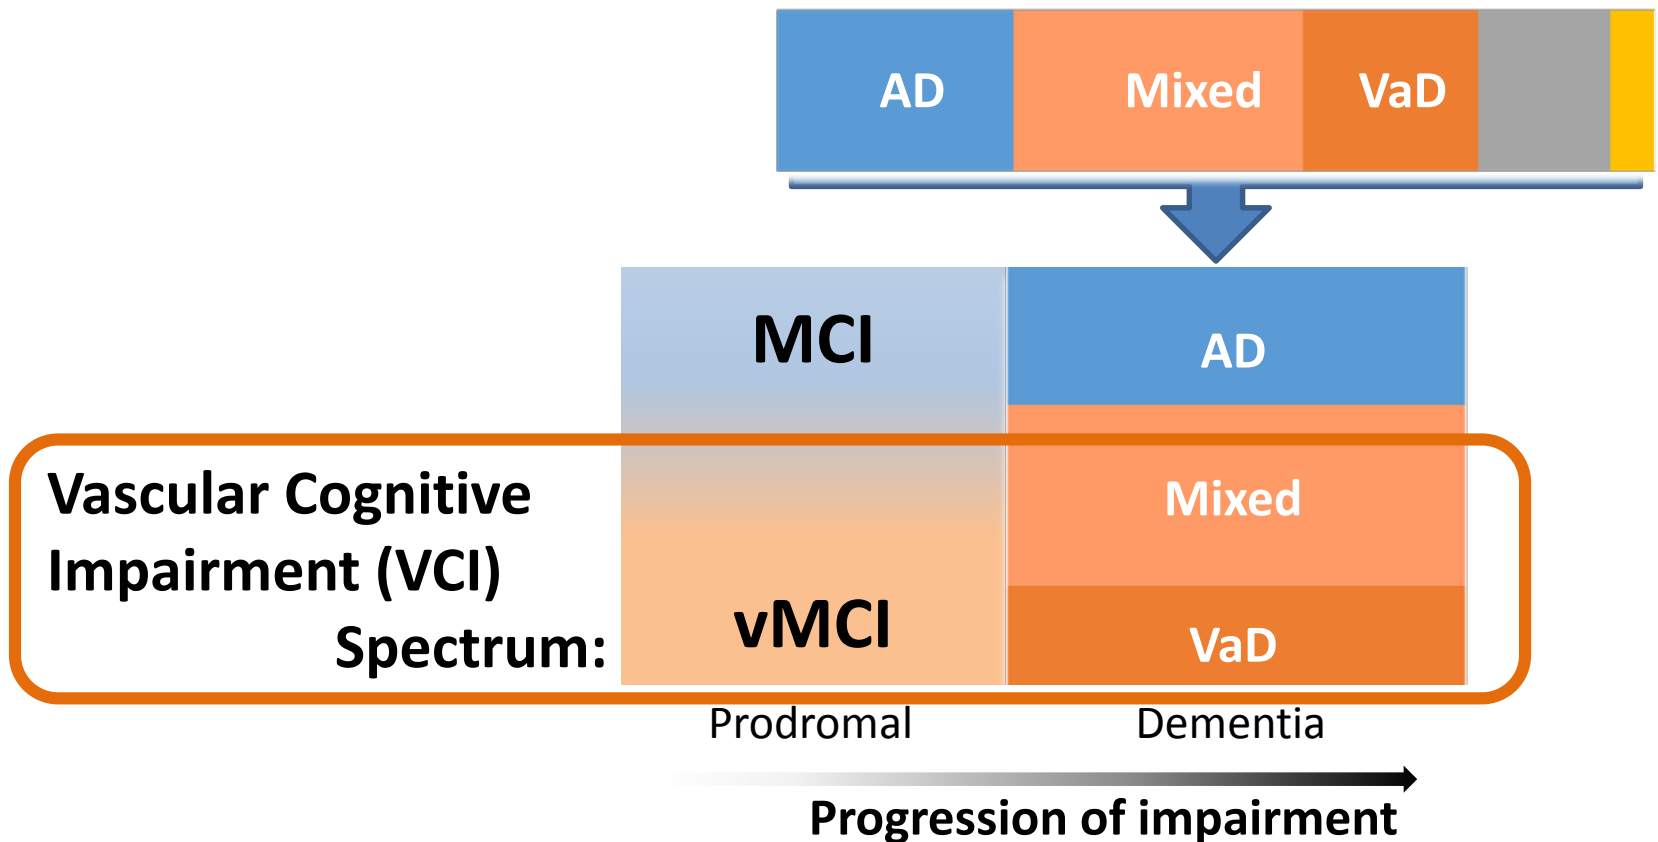 AD Mixed VaD
MCI
AD
Vascular Cognitive
Impairment (VCI)
Spectrum:
Mixed
vMCI
VaD
Prodromal Dementia
Progression of impairment